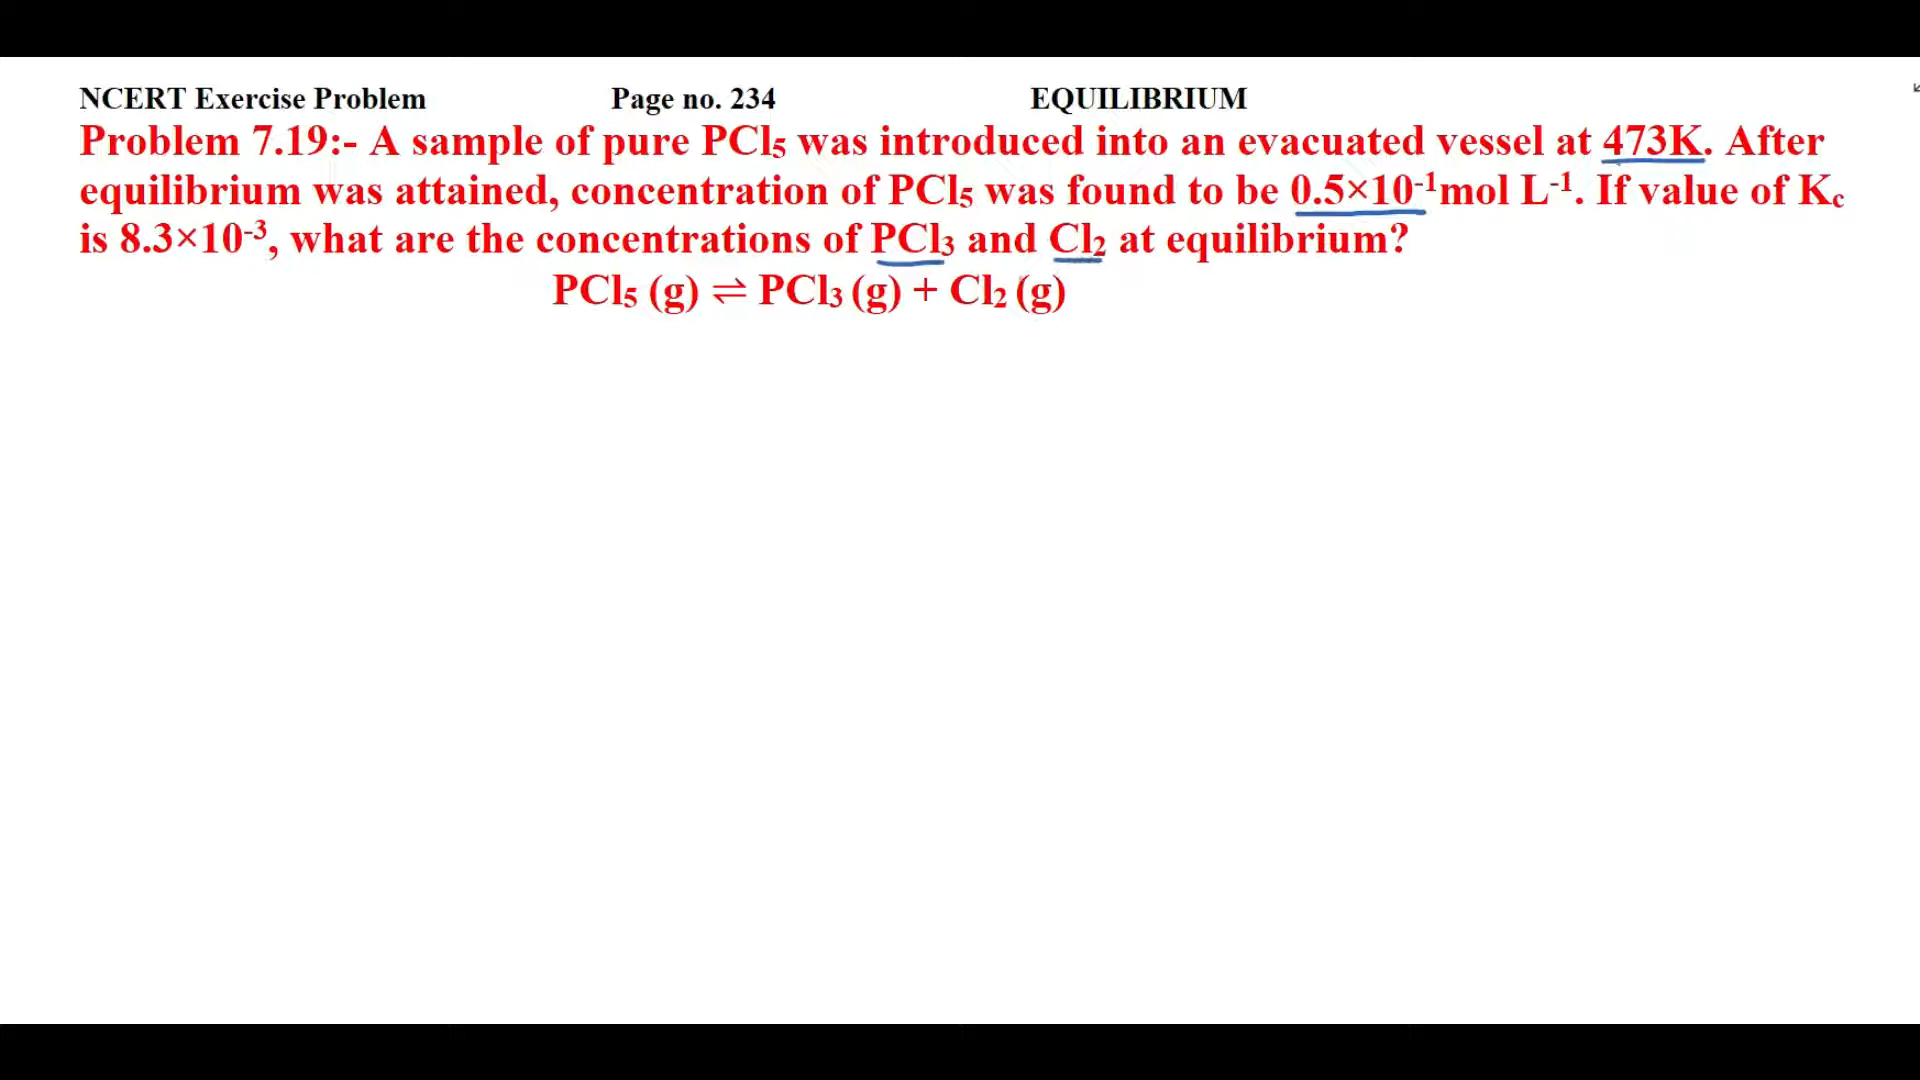 NCERT Exercise Problem Page no. 234 EQUILIBRIUM
Problem 7.19:- A sample of pure PCl₅ was introduced into an evacuated vessel at 473K. After
equilibrium was attained, concentration of PCl₅ was found to be 0.5×10⁻¹mol L⁻¹. If value of K꜀
is 8.3×10⁻³, what are the concentrations of PCl₃ and Cl₂ at equilibrium?
PCl₅ (g) ⇌ PCl₃ (g) + Cl₂ (g)